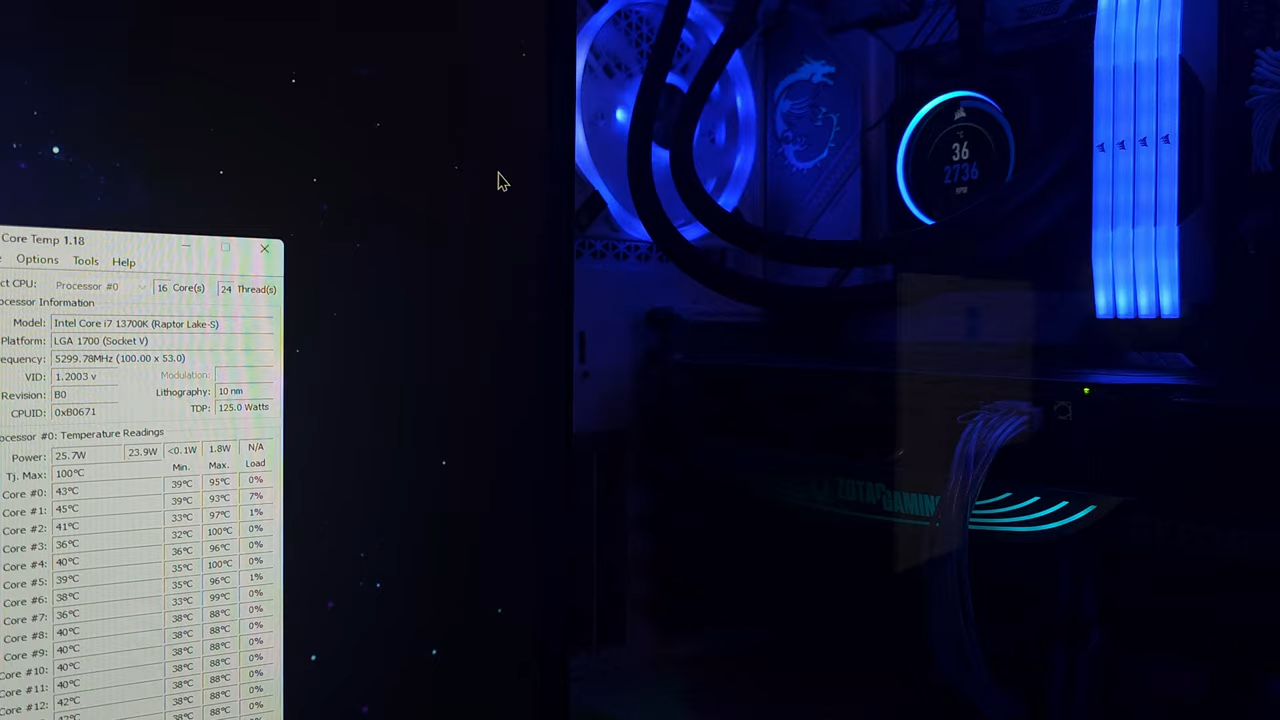 Core Temp 1.18
Options Tools Help
ct CPU: Processor #0 16 Core(s) 24 Thread(s)
ocessor Information
Model: Intel Core i7 13700K (Raptor Lake-S)
Platform: LGA 1700 (Socket V)
equency: 5299.78MHz (100.00 x 53.0)
VID: 1.2003 v Modulation:
Revision: B0 Lithography: 10 nm
CPUID: 0xB0671 TDP: 125.0 Watts
ocessor #0: Temperature Readings
Power: 25.7W 23.9W <0.1W 1.8W N/A
Tj. Max: 100°C Min. Max. Load
Core #0: 43°C 39°C 95°C 0%
Core #1: 45°C 39°C 93°C 7%
Core #2: 41°C 33°C 97°C 1%
Core #3: 36°C 32°C 100°C 0%
Core #4: 40°C 36°C 96°C 0%
Core #5: 39°C 35°C 100°C 0%
Core #6: 38°C 35°C 96°C 1%
Core #7: 36°C 33°C 99°C 0%
Core #8: 40°C 38°C 88°C 0%
Core #9: 40°C 38°C 88°C 0%
Core #10: 40°C 38°C 88°C 0%
Core #11: 40°C 38°C 88°C 0%
Core #12: 42°C 38°C 88°C 0%
38°C 88°C 0%
°C
36
2736
RPM
ZOTAC GAMING